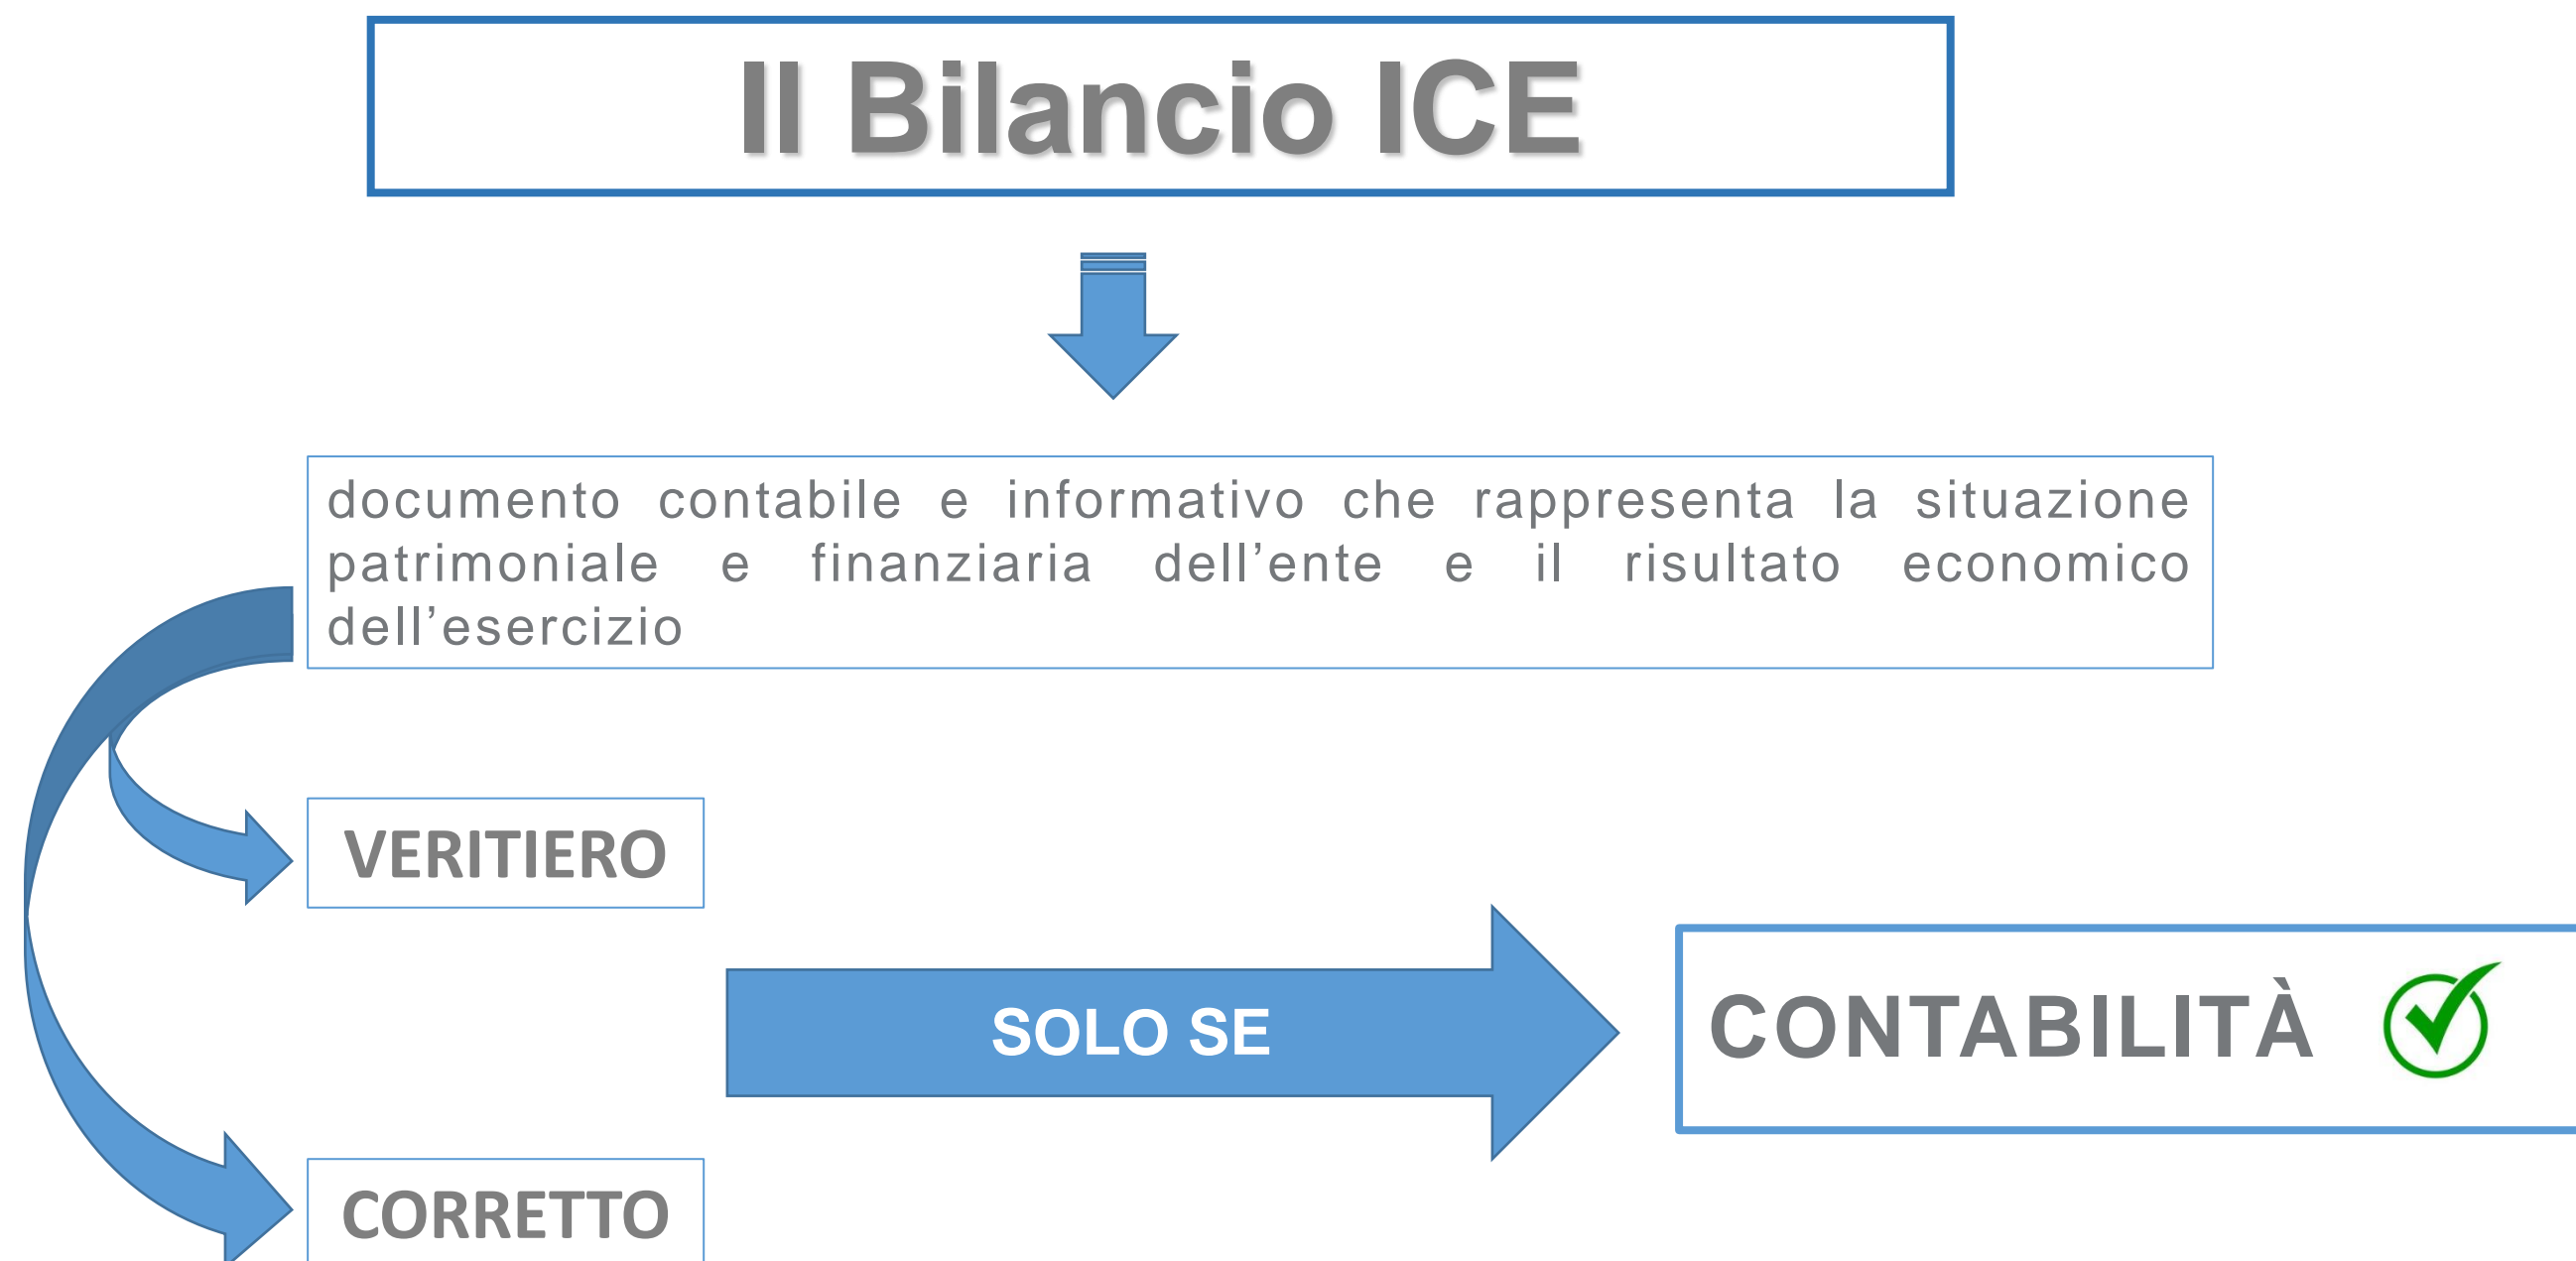 Il Bilancio ICE
documento contabile e informativo che rappresenta la situazione
patrimoniale e finanziaria dell’ente e il risultato economico
dell’esercizio
VERITIERO
SOLO SE
CONTABILITÀ
CORRETTO